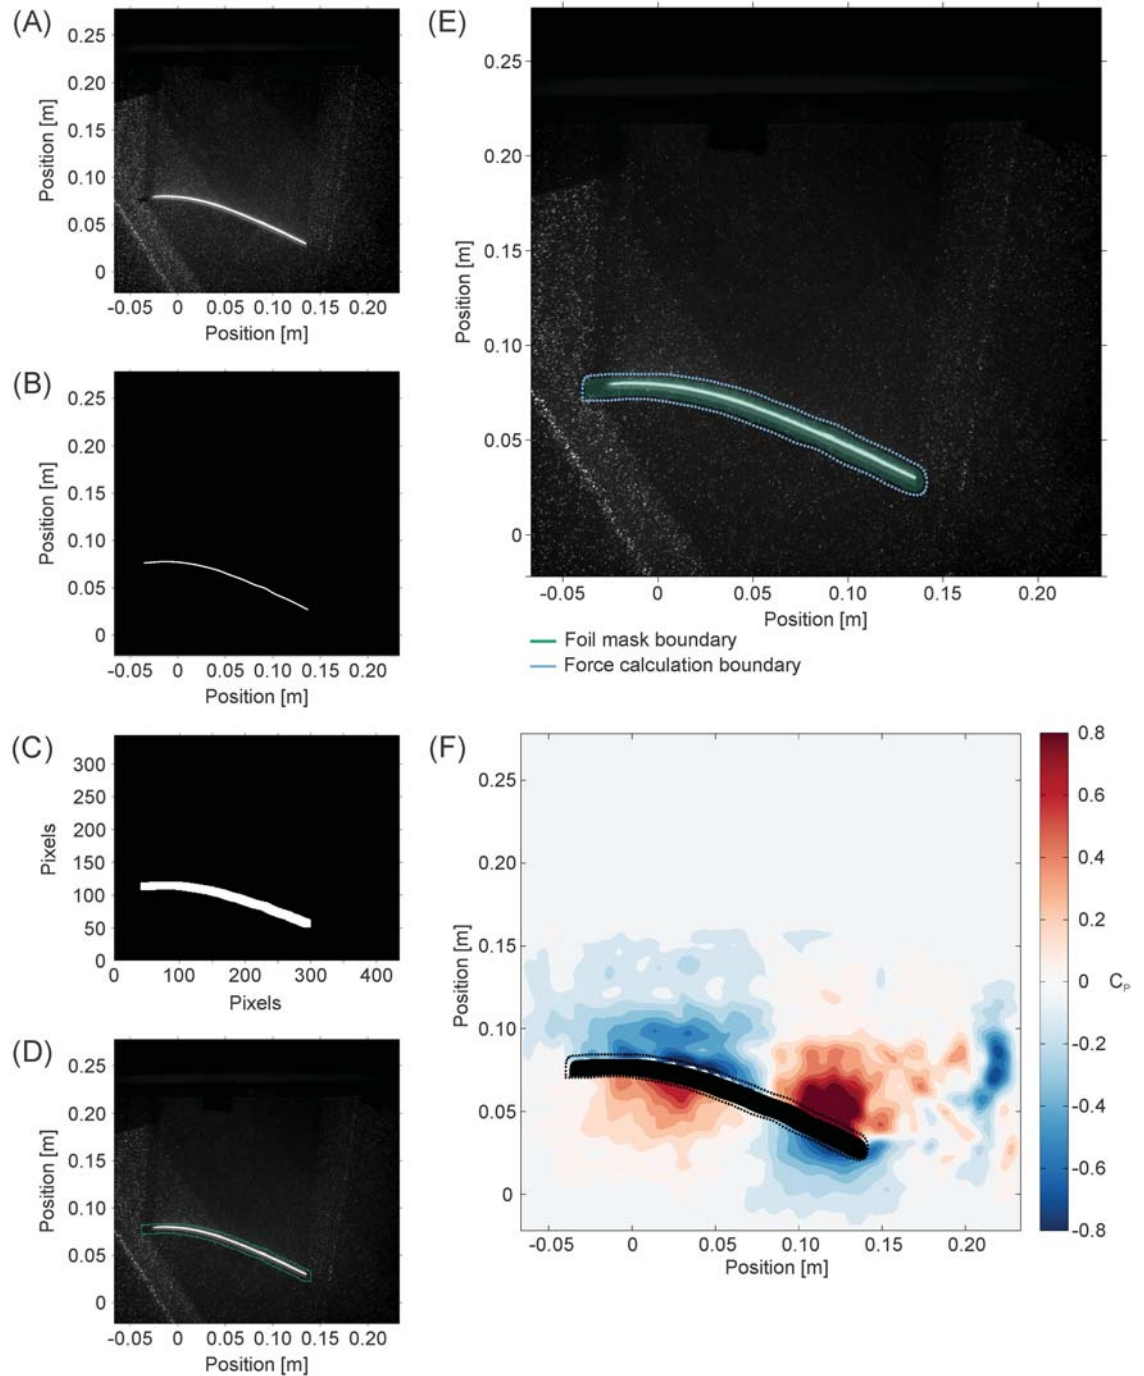 (A)
0.25
0.20
0.15
0.10
0.05
0
Position [m]
-0.05 0 0.05 0.10 0.15 0.20
Position [m]
(B)
0.25
0.20
0.15
0.10
0.05
0
Position [m]
-0.05 0 0.05 0.10 0.15 0.20
Position [m]
(C)
300
250
200
150
100
50
0
Pixels
0 100 200 300 400
Pixels
(D)
0.25
0.20
0.15
0.10
0.05
0
Position [m]
-0.05 0 0.05 0.10 0.15 0.20
Position [m]
(E)
0.25
0.20
0.15
0.10
0.05
0
Position [m]
-0.05 0 0.05 0.10 0.15 0.20
Position [m]
Foil mask boundary
Force calculation boundary
(F)
0.25
0.20
0.15
0.10
0.05
0
Position [m]
-0.05 0 0.05 0.10 0.15 0.20
Position [m]
0.8
0.6
0.4
0.2
0
-0.2
-0.4
-0.6
-0.8
CP